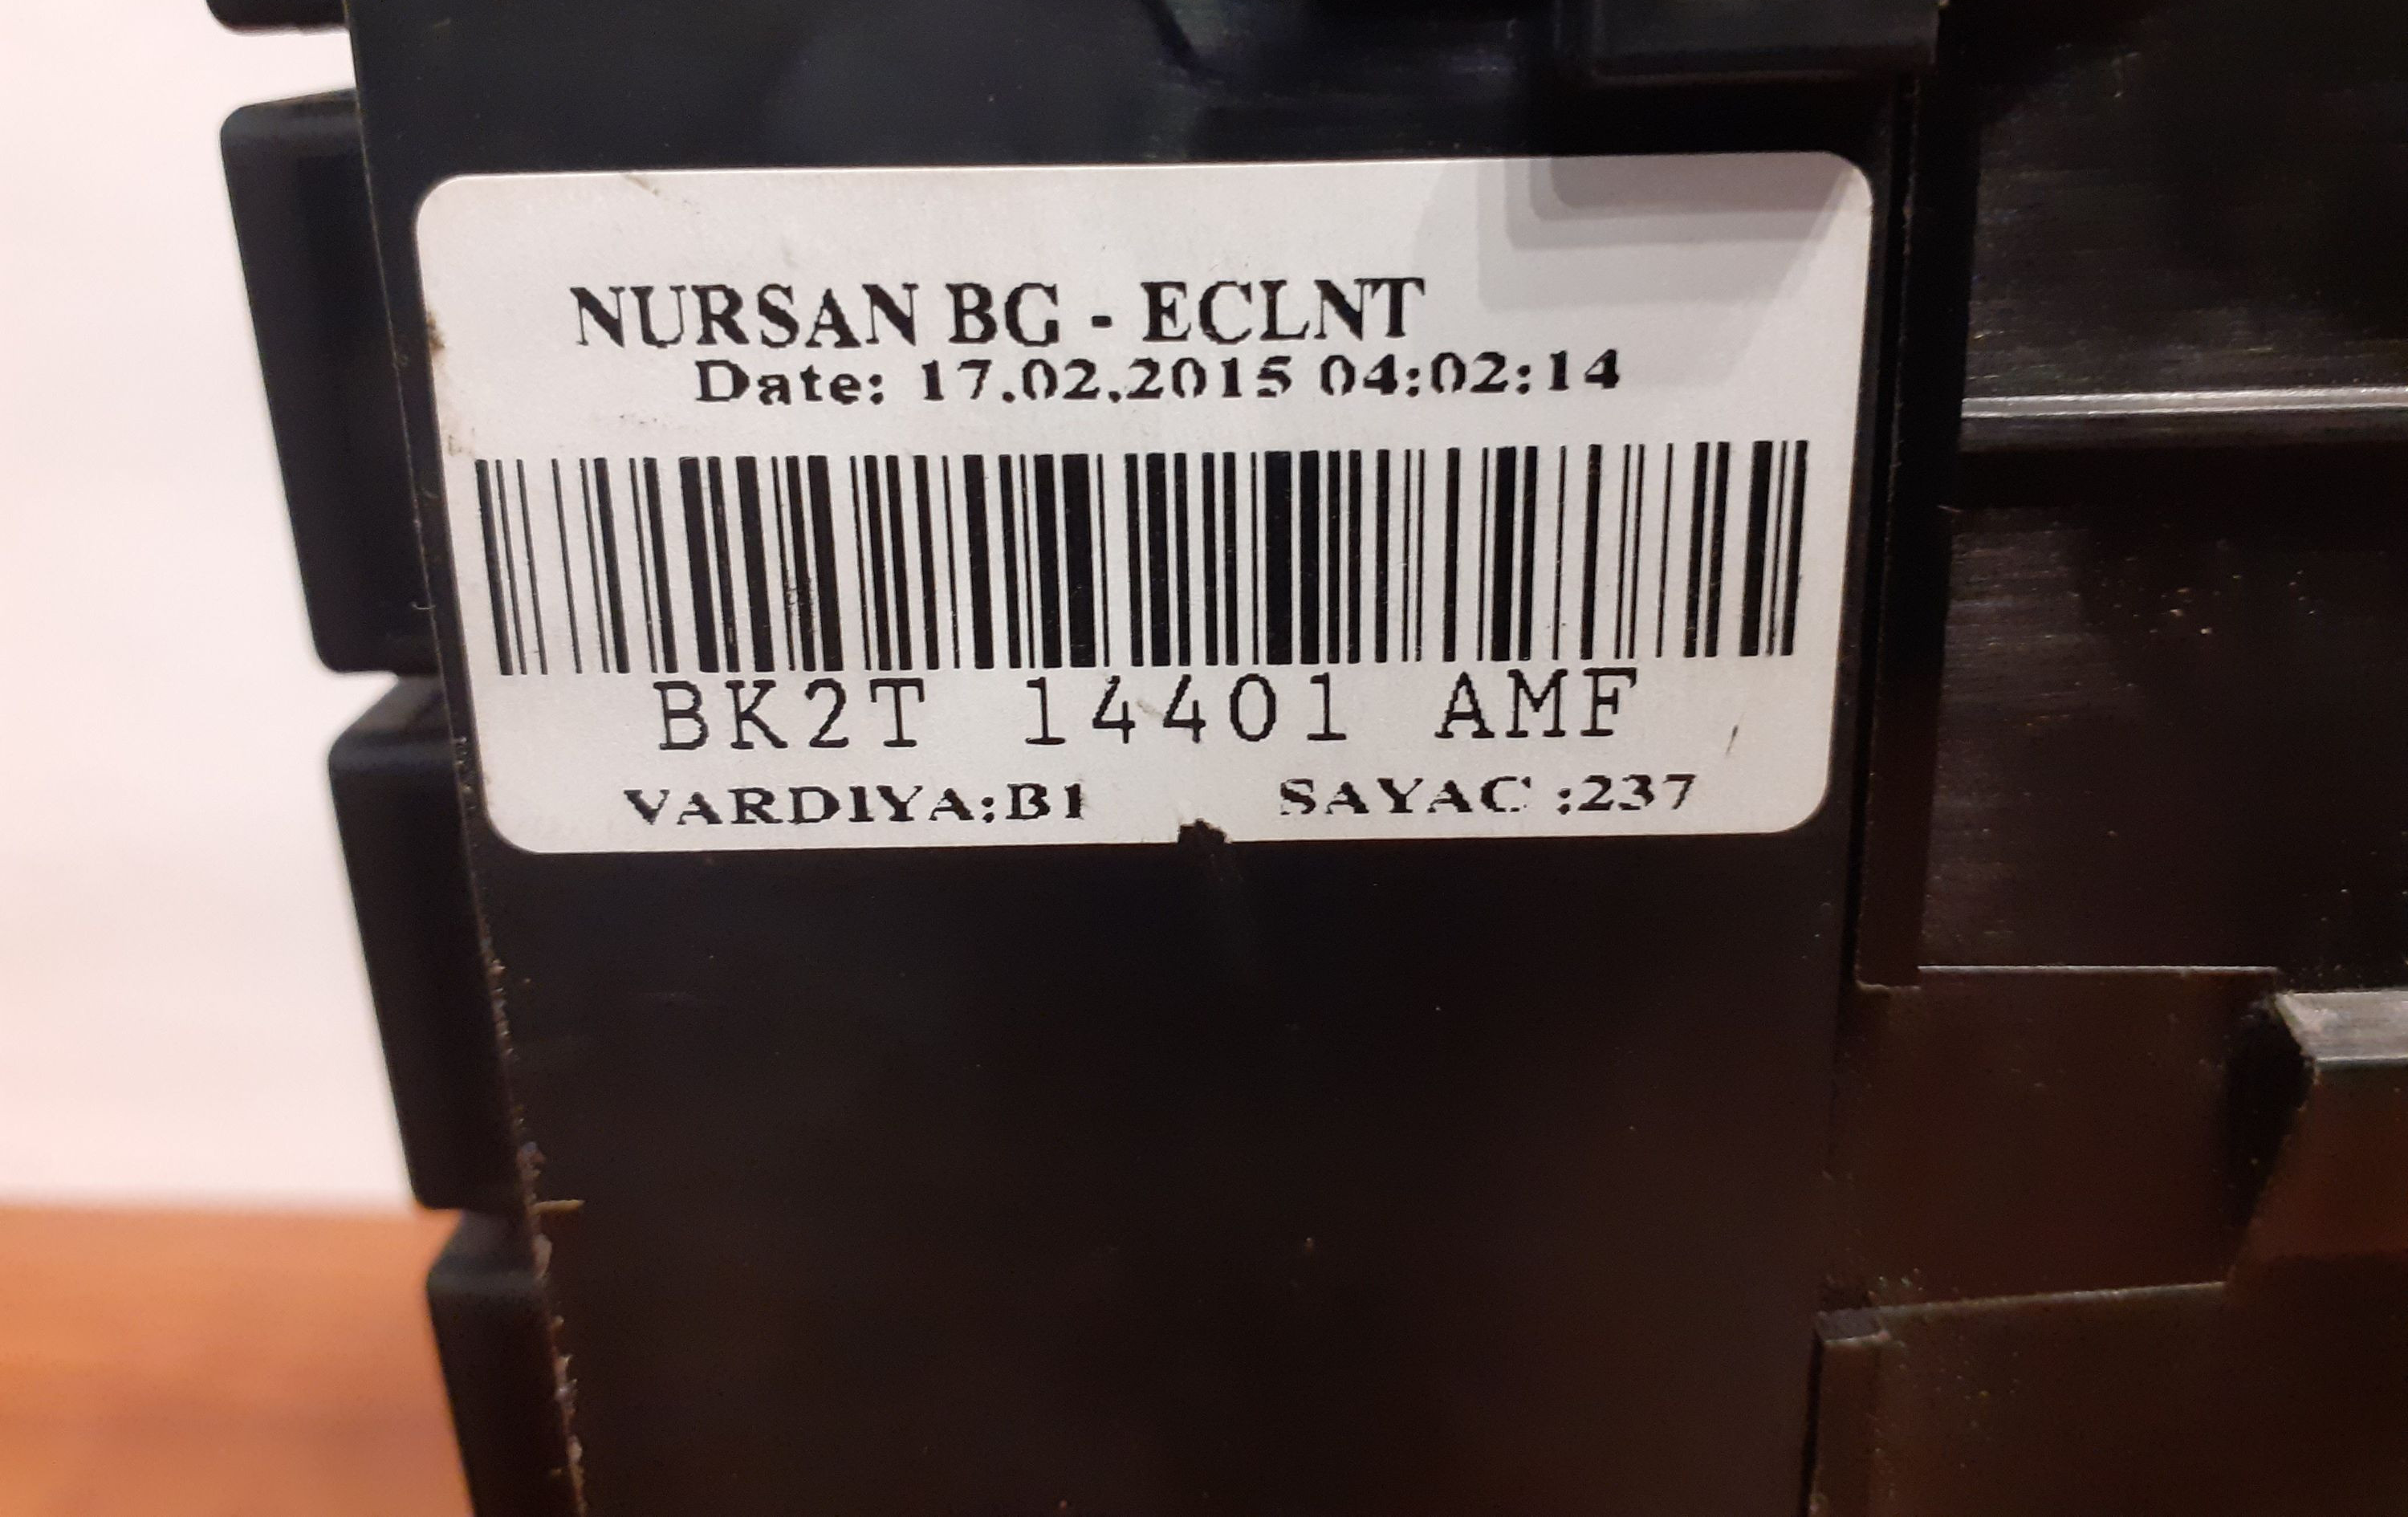 NURSAN BG - ECLNT
Date: 17.02.2015 04:02:14
BK2T 14401 AMF
VARDIYA:B1 SAYAC :237